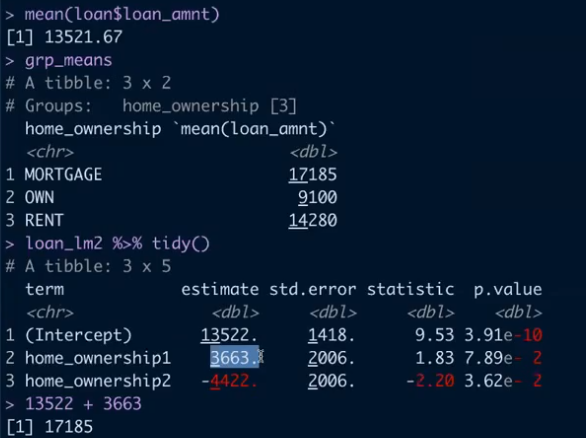 > mean(loan$loan_amnt)
[1] 13521.67
> grp_means
# A tibble: 3 x 2
# Groups:   home_ownership [3]
  home_ownership `mean(loan_amnt)`
  <chr>                      <dbl>
1 MORTGAGE                   17185
2 OWN                         9100
3 RENT                       14280
> loan_lm2 %>% tidy()
# A tibble: 3 x 5
  term            estimate std.error statistic  p.value
  <chr>              <dbl>     <dbl>     <dbl>    <dbl>
1 (Intercept)       13522.     1418.      9.53 3.91e-10
2 home_ownership1    3663.     2006.      1.83 7.89e- 2
3 home_ownership2   -4422.     2006.     -2.20 3.62e- 2
> 13522 + 3663
[1] 17185